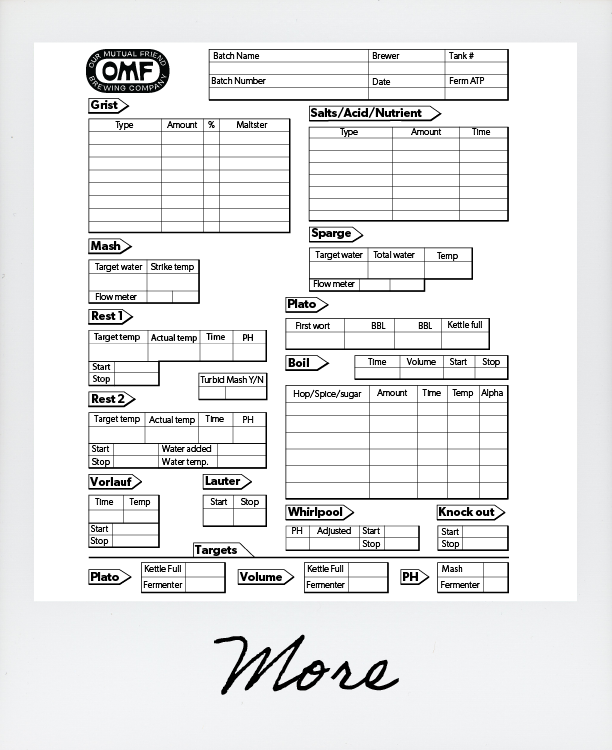 OUR MUTUAL FRIEND
OMF
BREWING COMPANY
Batch Name Brewer Tank #
Batch Number Date Ferm ATP
Grist
Type Amount % Maltster
Salts/Acid/Nutrient
Type Amount Time
Mash
Target water Strike temp
Flow meter
Sparge
Target water Total water Temp
Flow meter
Rest 1
Target temp Actual temp Time PH
Start
Stop
Turbid Mash Y/N
Plato
First wort BBL BBL Kettle full
Boil
Time Volume Start Stop
Hop/Spice/sugar Amount Time Temp Alpha
Rest 2
Target temp Actual temp Time PH
Start Water added
Stop Water temp.
Vorlauf
Time Temp
Start
Stop
Lauter
Start Stop
Whirlpool
PH Adjusted Start
Stop
Knock out
Start
Stop
Targets
Plato
Kettle Full
Fermenter
Volume
Kettle Full
Fermenter
PH
Mash
Fermenter
More